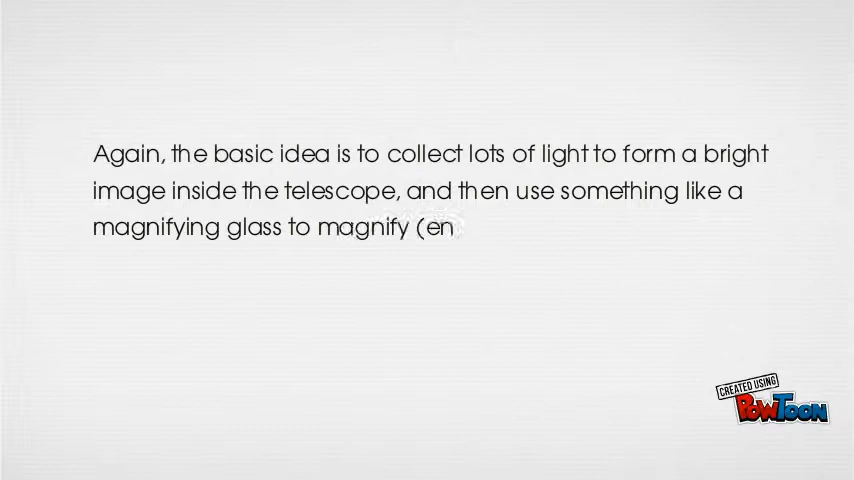 Again, the basic idea is to collect lots of light to form a bright
image inside the telescope, and then use something like a
magnifying glass to magnify (en
CREATED USING
POWTOON